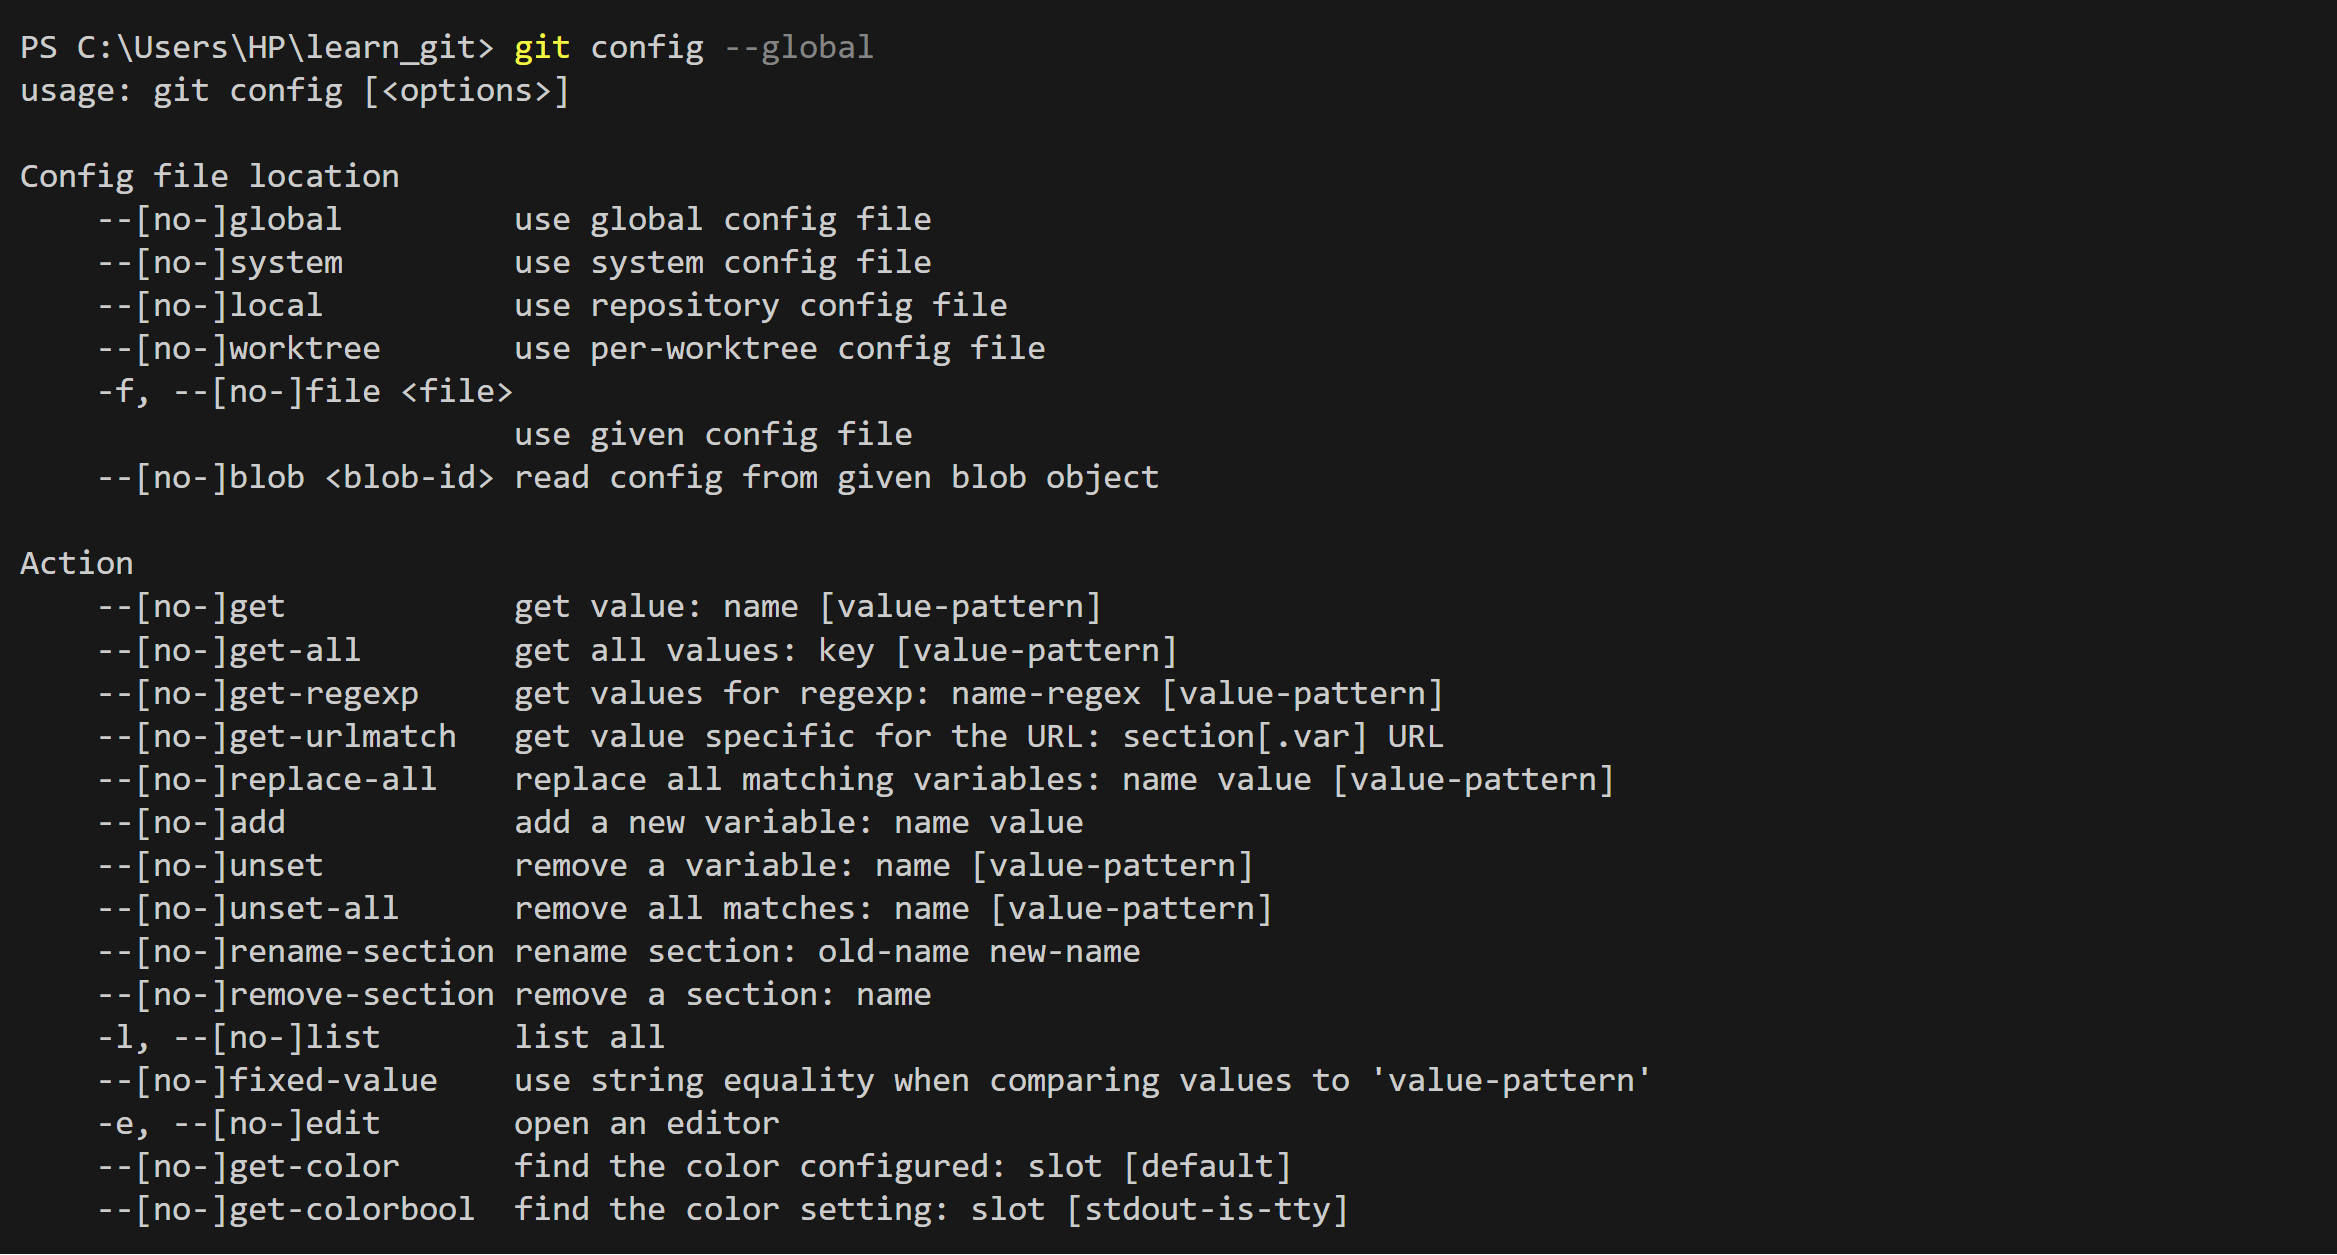 PS C:\Users\HP\learn_git> git config --global
usage: git config [<options>]

Config file location
    --[no-]global         use global config file
    --[no-]system         use system config file
    --[no-]local          use repository config file
    --[no-]worktree       use per-worktree config file
    -f, --[no-]file <file>
                          use given config file
    --[no-]blob <blob-id> read config from given blob object

Action
    --[no-]get            get value: name [value-pattern]
    --[no-]get-all        get all values: key [value-pattern]
    --[no-]get-regexp     get values for regexp: name-regex [value-pattern]
    --[no-]get-urlmatch   get value specific for the URL: section[.var] URL
    --[no-]replace-all    replace all matching variables: name value [value-pattern]
    --[no-]add            add a new variable: name value
    --[no-]unset          remove a variable: name [value-pattern]
    --[no-]unset-all      remove all matches: name [value-pattern]
    --[no-]rename-section rename section: old-name new-name
    --[no-]remove-section remove a section: name
    -l, --[no-]list       list all
    --[no-]fixed-value    use string equality when comparing values to 'value-pattern'
    -e, --[no-]edit       open an editor
    --[no-]get-color      find the color configured: slot [default]
    --[no-]get-colorbool  find the color setting: slot [stdout-is-tty]